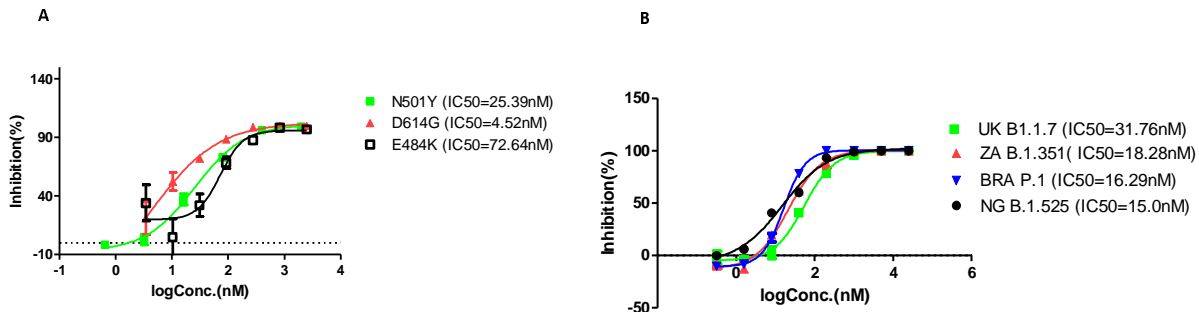 A
140
90
40
-10
-1
0
1
2
3
4
Inhibition(%)
logConc.(nM)
N501Y (IC50=25.39nM)
D614G (IC50=4.52nM)
E484K (IC50=72.64nM)
B
150
100
50
0
-50
0
2
4
6
Inhibition(%)
logConc.(nM)
UK B1.1.7 (IC50=31.76nM)
ZA B.1.351( IC50=18.28nM)
BRA P.1 (IC50=16.29nM)
NG B.1.525 (IC50=15.0nM)